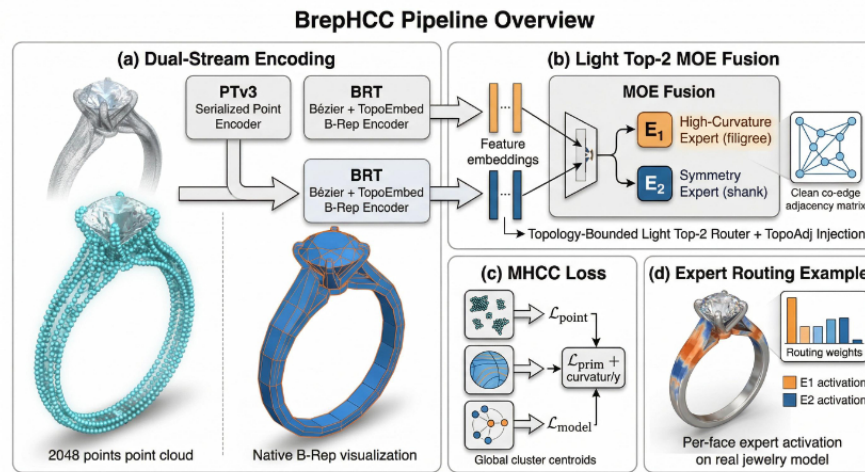 BrepHCC Pipeline Overview
(a) Dual-Stream Encoding
PTv3
Serialized Point
Encoder
BRT
Bézier + TopoEmbed
B-Rep Encoder
BRT
Bézier + TopoEmbed
B-Rep Encoder
2048 points point cloud
Native B-Rep visualization
(b) Light Top-2 MOE Fusion
Feature
embeddings
MOE Fusion
E₁
High-Curvature
Expert (filigree)
E₂
Symmetry
Expert (shank)
Clean co-edge
adjacency matrix
Topology-Bounded Light Top-2 Router + TopoAdj Injection
(c) MHCC Loss
ℒpoint
ℒprim +
curvatur/y
ℒmodel
Global cluster centroids
(d) Expert Routing Example
Routing weights
E1 activation
E2 activation
Per-face expert activation
on real jewelry model